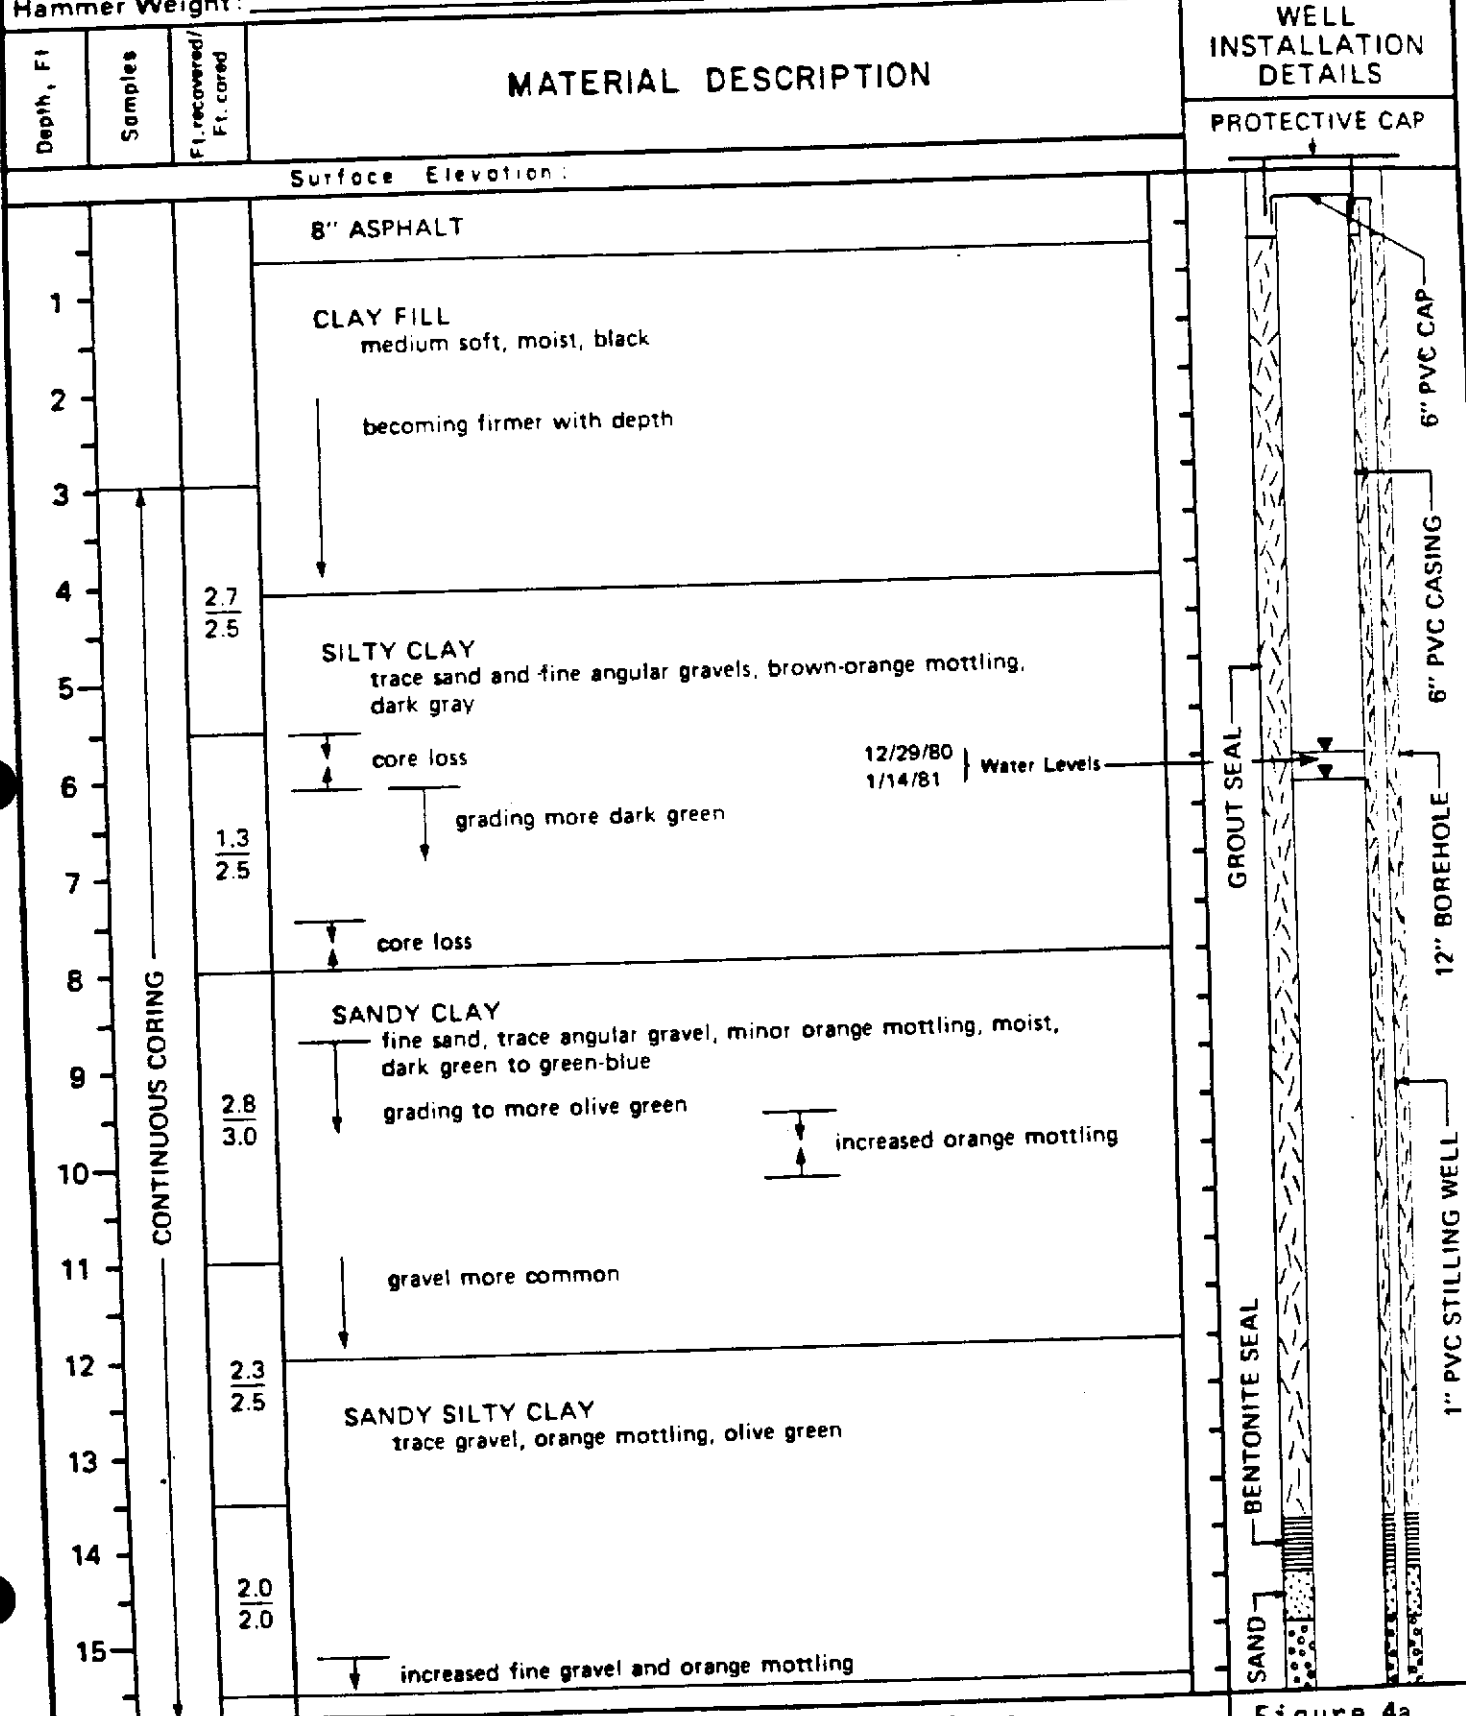 Hammer Weight:
Depth, Ft
Samples
Ft. recovered/
Ft. cored
MATERIAL DESCRIPTION
WELL
INSTALLATION
DETAILS
PROTECTIVE CAP
Surface Elevation:
8" ASPHALT
1
CLAY FILL
medium soft, moist, black
2
becoming firmer with depth
6" PVC CAP
3
4
2.7
2.5
SILTY CLAY
trace sand and fine angular gravels, brown-orange mottling,
dark gray
5
6" PVC CASING
core loss
12/29/80
1/14/81
Water Levels
6
grading more dark green
GROUT SEAL
1.3
2.5
7
12" BOREHOLE
core loss
8
CONTINUOUS CORING
SANDY CLAY
fine sand, trace angular gravel, minor orange mottling, moist,
dark green to green-blue
9
2.8
3.0
grading to more olive green
increased orange mottling
10
11
gravel more common
1" PVC STILLING WELL
12
2.3
2.5
SANDY SILTY CLAY
trace gravel, orange mottling, olive green
BENTONITE SEAL
13
14
2.0
2.0
15
increased fine gravel and orange mottling
SAND
Figure 4a